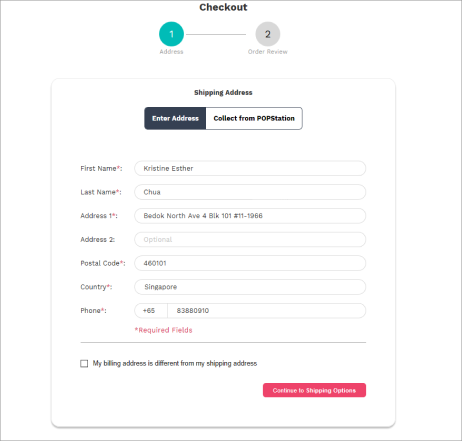 Checkout
1
2
Address
Order Review
Shipping Address
Enter Address Collect from POPStation
First Name*: Kristine Esther
Last Name*: Chua
Address 1*: Bedok North Ave 4 Blk 101 #11-1966
Address 2: Optional
Postal Code*: 460101
Country*: Singapore
Phone*: +65 83880910
*Required Fields
My billing address is different from my shipping address
Continue to Shipping Options